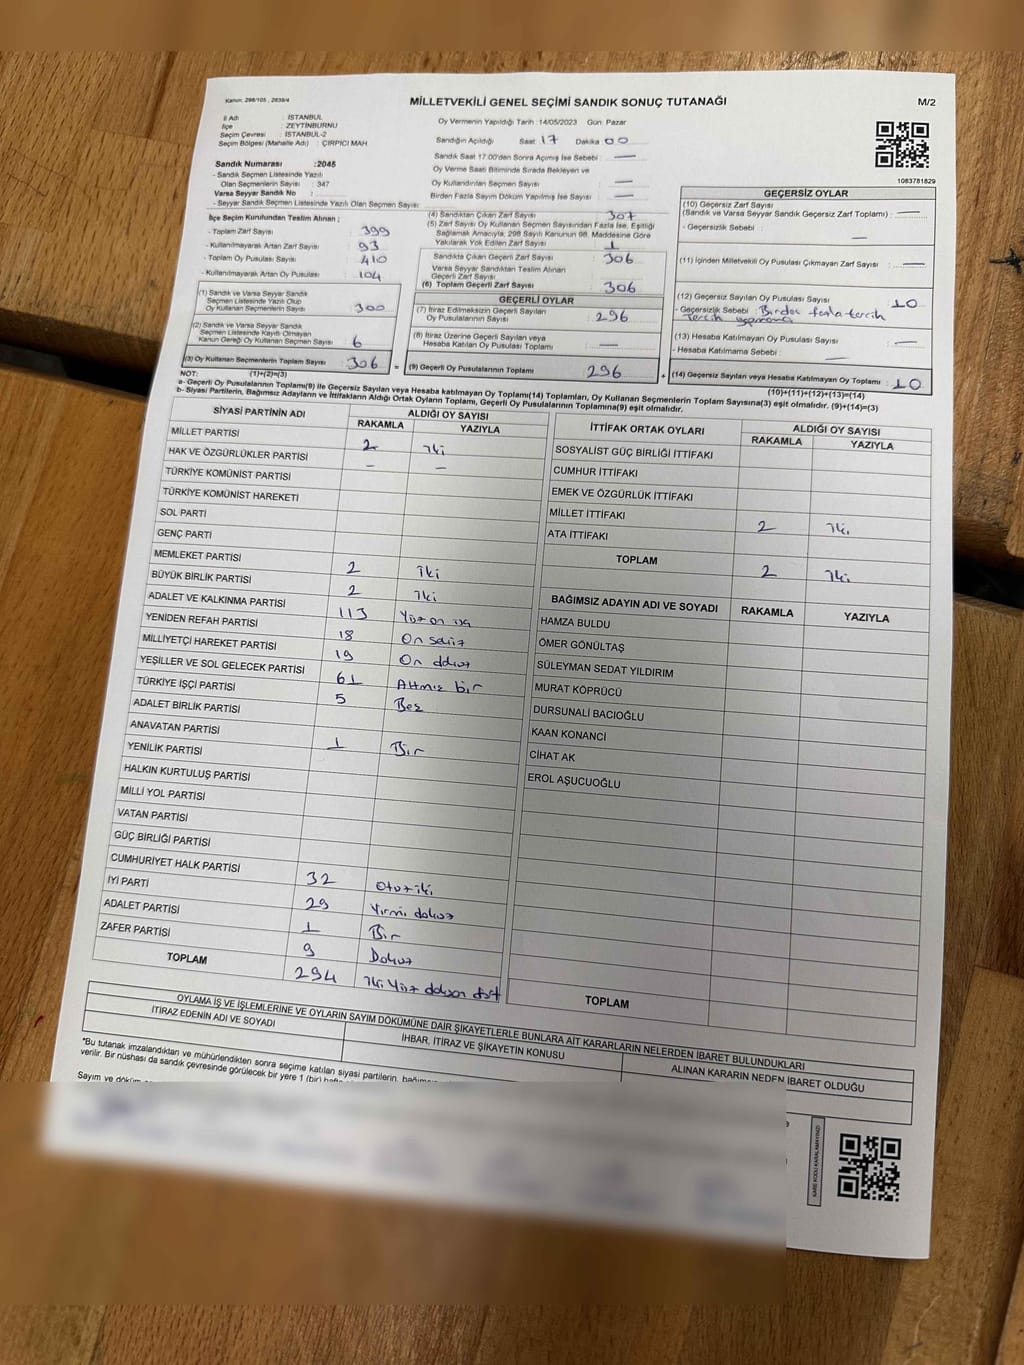 Kanun: 298/105 , 2839/4
MİLLETVEKİLİ GENEL SEÇİMİ SANDIK SONUÇ TUTANAĞI
M/2
İl Adı : İSTANBUL
İlçe : ZEYTİNBURNU
Seçim Çevresi : İSTANBUL-2
Seçim Bölgesi (Mahalle Adı) : ÇIRPICI MAH
Sandık Numarası :2045
- Sandık Seçmen Listesinde Yazılı
Olan Seçmenlerin Sayısı : 347
Varsa Seyyar Sandık No :
- Seyyar Sandık Seçmen Listesinde Yazılı Olan Seçmen Sayısı :
Oy Vermenin Yapıldığı Tarih :14/05/2023 Gün: Pazar
Sandığın Açıldığı Saat 17 Dakika 00
Sandık Saat 17:00'den Sonra Açılmış İse Sebebi : —
Oy Verme Saati Bitiminde Sırada Bekleyen ve
Oy Kullandırılan Seçmen Sayısı : —
Birden Fazla Sayım Döküm Yapılmış İse Sayısı : —
1083781829
İlçe Seçim Kurulundan Teslim Alınan ;
- Toplam Zarf Sayısı : 399
- Kullanılmayarak Artan Zarf Sayısı : 93
- Toplam Oy Pusulası Sayısı : 410
- Kullanılmayarak Artan Oy Pusulası : 104
(1) Sandık ve Varsa Seyyar Sandık
Seçmen Listesinde Yazılı Olup
Oy Kullanan Seçmenlerin Sayısı : 300
(2) Sandık ve Varsa Seyyar Sandık
Seçmen Listesinde Kayıtlı Olmayan
Kanun Gereği Oy Kullanan Seçmen Sayısı : 6
(3) Oy Kullanan Seçmenlerin Toplam Sayısı : 306
(4) Sandıktan Çıkan Zarf Sayısı : 307
(5) Zarf Sayısı Oy Kullanan Seçmen Sayısından Fazla İse, Eşitliği
Sağlamak Amacıyla; 298 Sayılı Kanunun 98. Maddesine Göre
Yakılarak Yok Edilen Zarf Sayısı : 1
Sandıkta Çıkan Geçerli Zarf Sayısı : 306
Varsa Seyyar Sandıktan Teslim Alınan
Geçerli Zarf Sayısı :
(6) Toplam Geçerli Zarf Sayısı : 306
GEÇERLİ OYLAR
(7) İtiraz Edilmeksizin Geçerli Sayılan
Oy Pusulalarının Sayısı : 296
(8) İtiraz Üzerine Geçerli Sayılan veya
Hesaba Katılan Oy Pusulası Toplamı : —
= (9) Geçerli Oy Pusulalarının Toplamı : 296
GEÇERSİZ OYLAR
(10) Geçersiz Zarf Sayısı
(Sandık ve Varsa Seyyar Sandık Geçersiz Zarf Toplamı) : —
- Geçersizlik Sebebi : —
(11) İçinden Milletvekili Oy Pusulası Çıkmayan Zarf Sayısı : —
(12) Geçersiz Sayılan Oy Pusulası Sayısı : 10
- Geçersizlik Sebebi : Birden fazla tercih
Tercih yapmama
(13) Hesaba Katılmayan Oy Pusulası Sayısı : —
- Hesaba Katılmama Sebebi : —
+ (14) Geçersiz Sayılan veya Hesaba Katılmayan Oy Toplamı : 10
NOT: (1)+(2)=(3)
(10)+(11)+(12)+(13)=(14)
a- Geçerli Oy Pusulalarının Toplamı(9) ile Geçersiz Sayılan veya Hesaba Katılmayan Oy Toplamı(14) Toplamları, Oy Kullanan Seçmenlerin Toplam Sayısına(3) eşit olmalıdır. (9)+(14)=(3)
b- Siyasi Partilerin, Bağımsız Adayların ve İttifakların Aldığı Ortak Oyların Toplamı, Geçerli Oy Pusulalarının Toplamına(9) eşit olmalıdır.
SİYASİ PARTİNİN ADI ALDIĞI OY SAYISI
RAKAMLA YAZIYLA
MİLLET PARTİSİ 2 İki
HAK VE ÖZGÜRLÜKLER PARTİSİ – –
TÜRKİYE KOMÜNİST PARTİSİ
TÜRKİYE KOMÜNİST HAREKETİ
SOL PARTİ
GENÇ PARTİ
MEMLEKET PARTİSİ 2 iki
BÜYÜK BİRLİK PARTİSİ 2 iki
ADALET VE KALKINMA PARTİSİ 113 Yüz on üç
YENİDEN REFAH PARTİSİ 18 On sekiz
MİLLİYETÇİ HAREKET PARTİSİ 19 On dokuz
YEŞİLLER VE SOL GELECEK PARTİSİ 61 Altmış bir
TÜRKİYE İŞÇİ PARTİSİ 5 Beş
ADALET BİRLİK PARTİSİ
ANAVATAN PARTİSİ 1 Bir
YENİLİK PARTİSİ
HALKIN KURTULUŞ PARTİSİ
MİLLİ YOL PARTİSİ
VATAN PARTİSİ
GÜÇ BİRLİĞİ PARTİSİ
CUMHURİYET HALK PARTİSİ 32 Otuz iki
İYİ PARTİ 29 Yirmi dokuz
ADALET PARTİSİ 1 Bir
ZAFER PARTİSİ 9 Dokuz
TOPLAM 294 İki Yüz doksan dört
İTTİFAK ORTAK OYLARI ALDIĞI OY SAYISI
RAKAMLA YAZIYLA
SOSYALİST GÜÇ BİRLİĞİ İTTİFAKI
CUMHUR İTTİFAKI
EMEK VE ÖZGÜRLÜK İTTİFAKI
MİLLET İTTİFAKI 2 İki
ATA İTTİFAKI
TOPLAM 2 İki
BAĞIMSIZ ADAYIN ADI VE SOYADI RAKAMLA YAZIYLA
HAMZA BULDU
ÖMER GÖNÜLTAŞ
SÜLEYMAN SEDAT YILDIRIM
MURAT KÖPRÜCÜ
DURSUNALİ BACIOĞLU
KAAN KONANCİ
CİHAT AK
EROL AŞUCUOĞLU
TOPLAM
OYLAMA İŞ VE İŞLEMLERİNE VE OYLARIN SAYIM DÖKÜMÜNE DAİR ŞİKAYETLERLE BUNLARA AİT KARARLARIN NELERDEN İBARET BULUNDUKLARI
İTİRAZ EDENİN ADI VE SOYADI
İHBAR, İTİRAZ VE ŞİKAYETİN KONUSU
ALINAN KARARIN NEDEN İBARET OLDUĞU
"Bu tutanak imzalandıktan ve mühürlendikten sonra seçime katılan siyasi partilerin, bağımsız
verilir. Bir nüshası da sandık çevresinde görülecek bir yere 1 (bir) hafta
Sayım ve döküm
KARE KODU KARALAMAYINIZ!